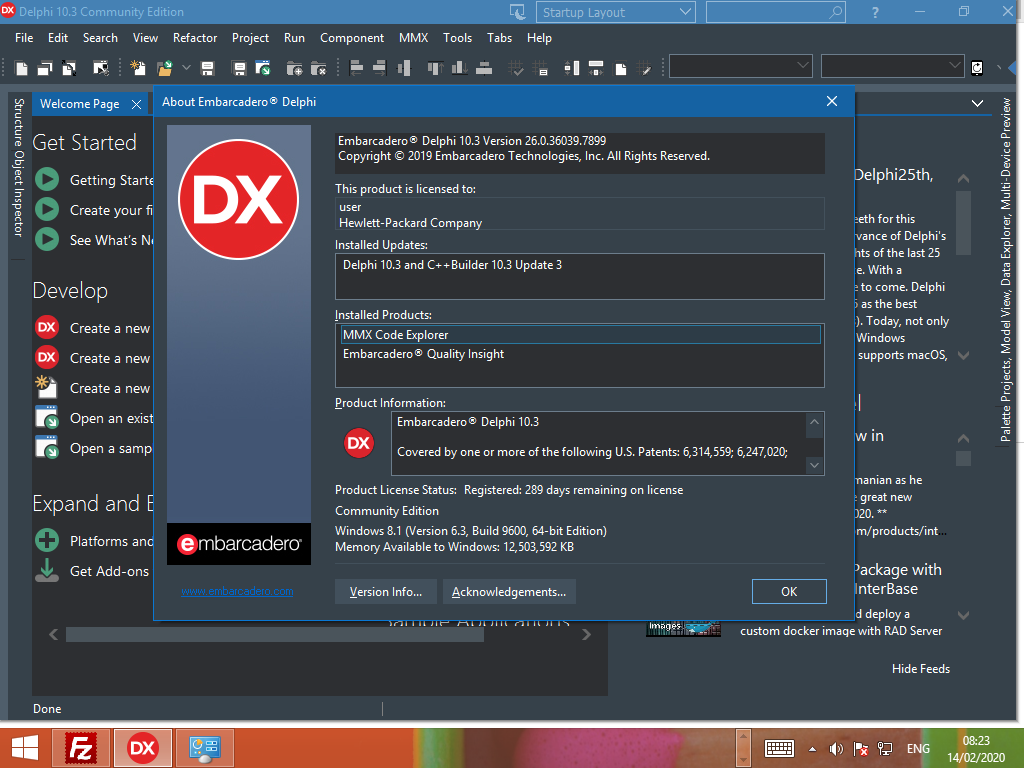 DX Delphi 10.3 Community Edition
Startup Layout
?
File Edit Search View Refactor Project Run Component MMX Tools Tabs Help
Structure Object Inspector
Welcome Page
Get Started
Getting Starte
Create your fi
See What's Ne
Develop
DX Create a new
DX Create a new
Create a new
Open an exist
Open a samp
Expand and E
Platforms and
Get Add-ons
Sample Applications
About Embarcadero® Delphi
DX
embarcadero®
www.embarcadero.com
Embarcadero® Delphi 10.3 Version 26.0.36039.7899
Copyright © 2019 Embarcadero Technologies, Inc. All Rights Reserved.
This product is licensed to:
user
Hewlett-Packard Company
Installed Updates:
Delphi 10.3 and C++Builder 10.3 Update 3
Installed Products:
MMX Code Explorer
Embarcadero® Quality Insight
Product Information:
DX
Embarcadero® Delphi 10.3
Covered by one or more of the following U.S. Patents: 6,314,559; 6,247,020;
Product License Status: Registered: 289 days remaining on license
Community Edition
Windows 8.1 (Version 6.3, Build 9600, 64-bit Edition)
Memory Available to Windows: 12,503,592 KB
Version Info...
Acknowledgements...
OK
Delphi25th,
eeth for this
vance of Delphi's
hts of the last 25
e. With a
e to come. Delphi
as the best
). Today, not only
Windows
supports macOS,
w in
manian as he
e great new
020. **
om/products/int...
Package with
InterBase
Images
d deploy a
custom docker image with RAD Server
Hide Feeds
Palette Projects, Model View, Data Explorer, Multi-Device Preview
Done
Fz
DX
ENG
08:23
14/02/2020